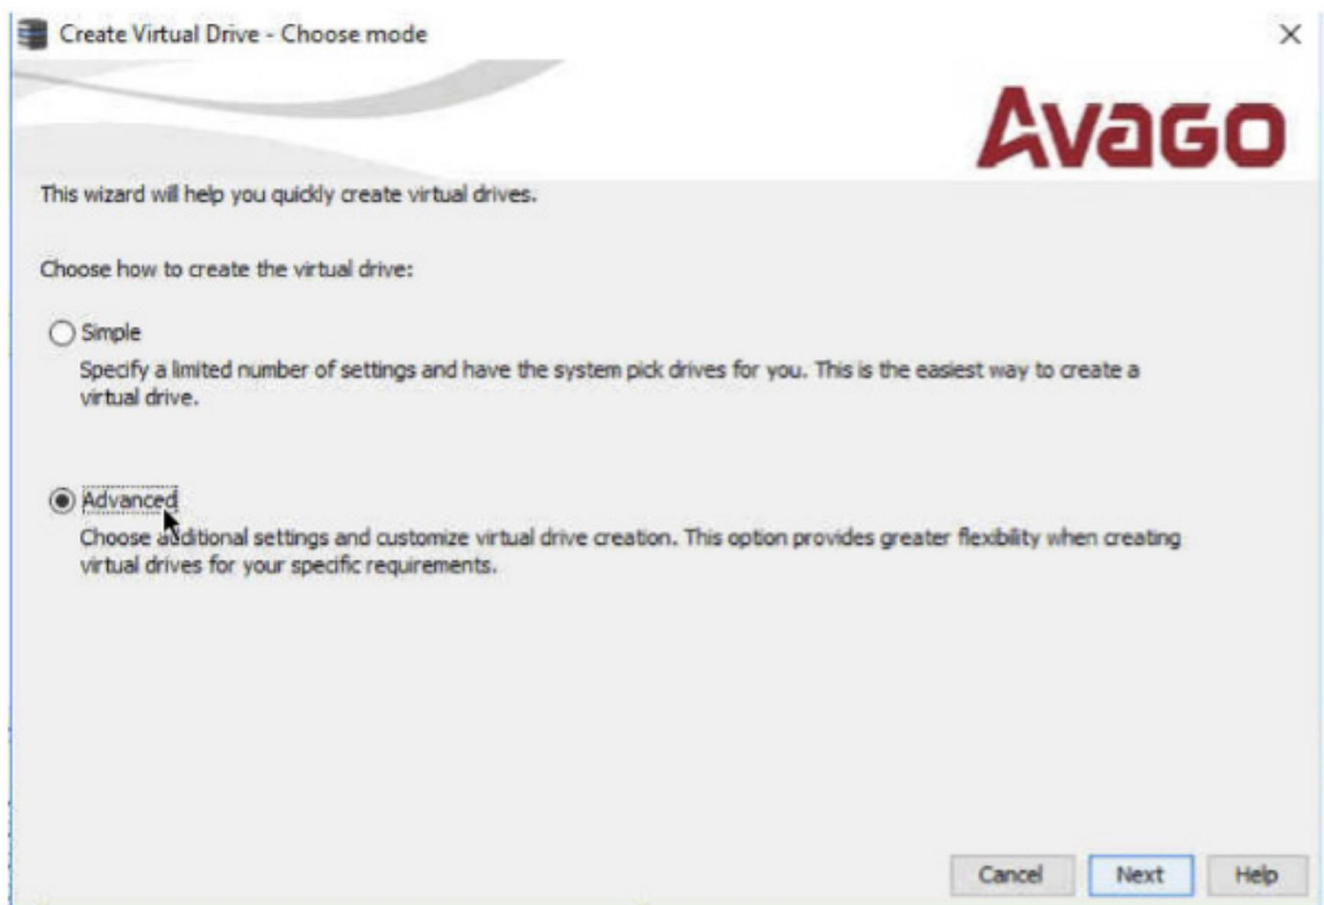 Create Virtual Drive - Choose mode
AVAGO
This wizard will help you quickly create virtual drives.
Choose how to create the virtual drive:
Simple
Specify a limited number of settings and have the system pick drives for you. This is the easiest way to create a
virtual drive.
Advanced
Choose additional settings and customize virtual drive creation. This option provides greater flexibility when creating
virtual drives for your specific requirements.
Cancel Next Help